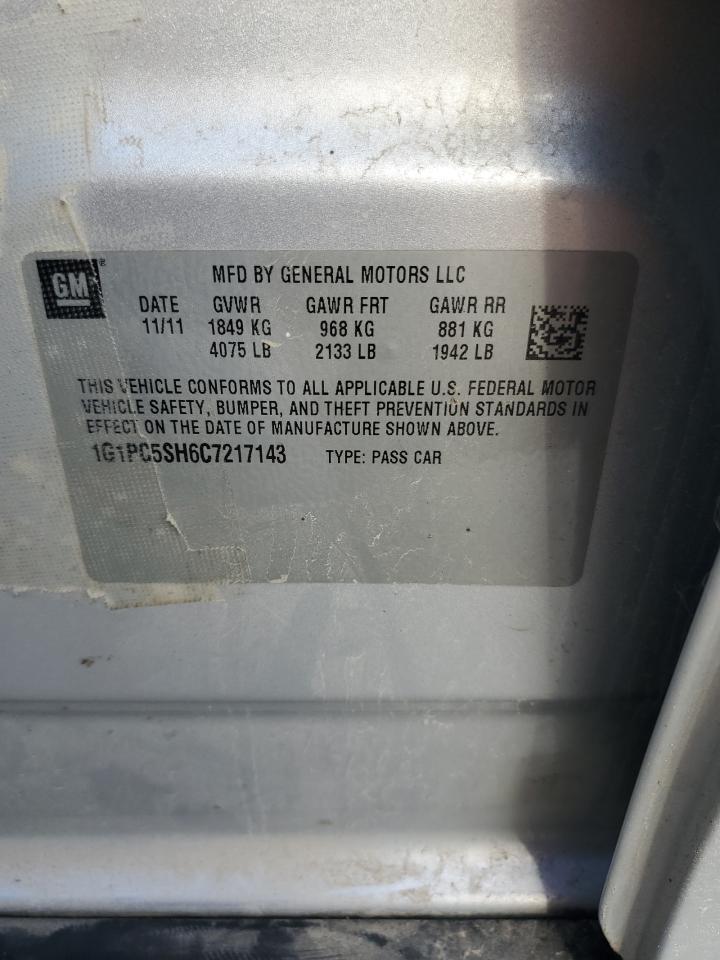 GM®
MFD BY GENERAL MOTORS LLC
DATE GVWR GAWR FRT GAWR RR
11/11 1849 KG 968 KG 881 KG
4075 LB 2133 LB 1942 LB
THIS VEHICLE CONFORMS TO ALL APPLICABLE U.S. FEDERAL MOTOR
VEHICLE SAFETY, BUMPER, AND THEFT PREVENTION STANDARDS IN
EFFECT ON THE DATE OF MANUFACTURE SHOWN ABOVE.
1G1PC5SH6C7217143 TYPE: PASS CAR